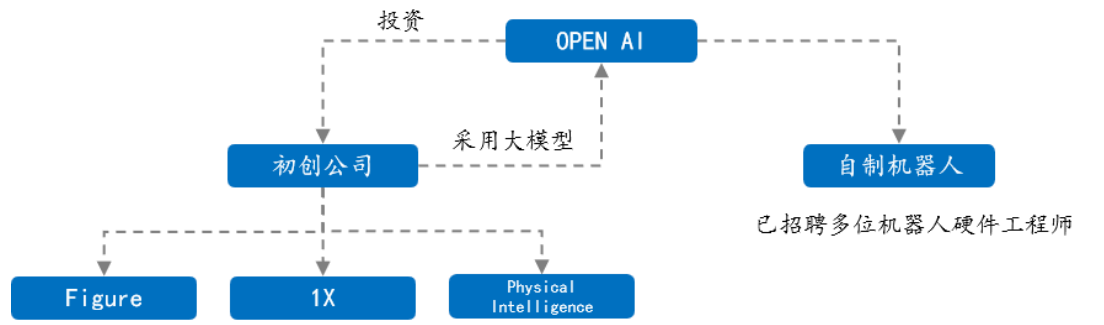 投资
OPEN AI
采用大模型
初创公司
自制机器人
已招聘多位机器人硬件工程师
Figure
1X
Physical
Intelligence